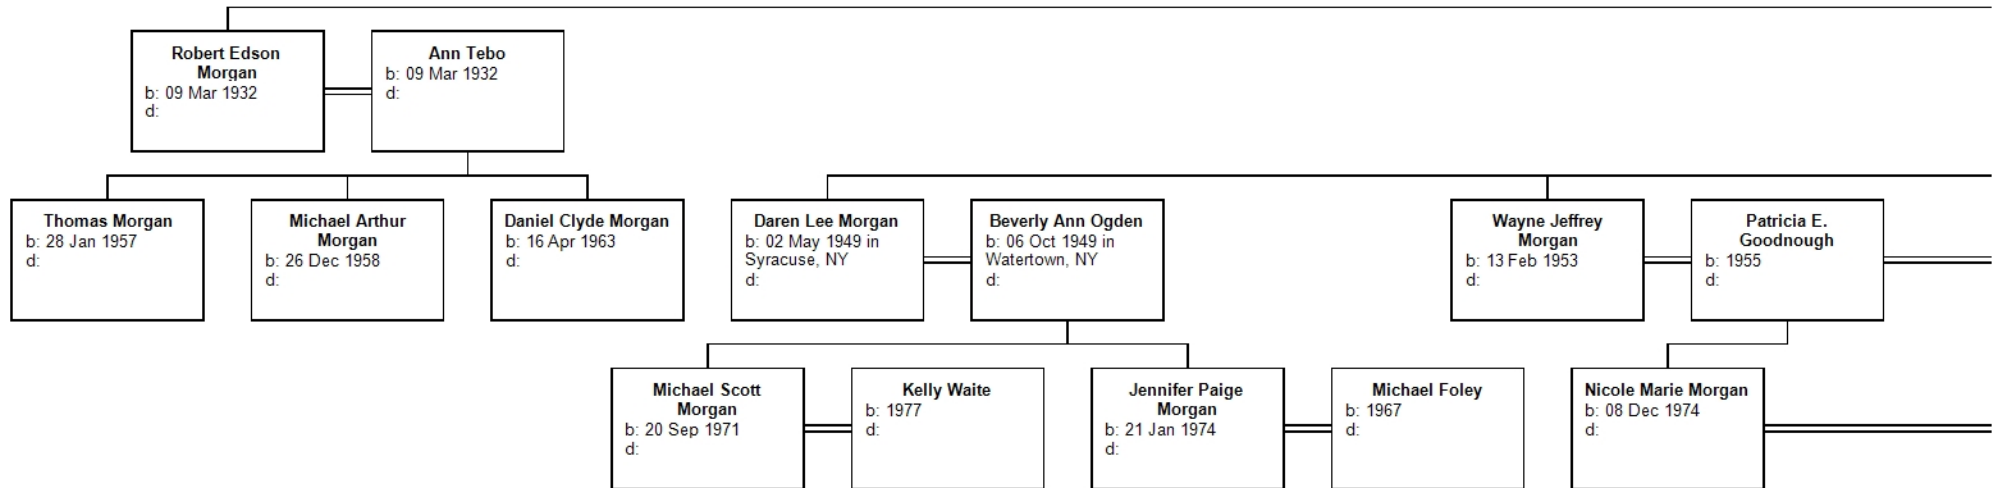 Robert Edson
Morgan
b: 09 Mar 1932
d:
Ann Tebo
b: 09 Mar 1932
d:
Thomas Morgan
b: 28 Jan 1957
d:
Michael Arthur
Morgan
b: 26 Dec 1958
d:
Daniel Clyde Morgan
b: 16 Apr 1963
d:
Daren Lee Morgan
b: 02 May 1949 in
Syracuse, NY
d:
Beverly Ann Ogden
b: 06 Oct 1949 in
Watertown, NY
d:
Wayne Jeffrey
Morgan
b: 13 Feb 1953
d:
Patricia E.
Goodnough
b: 1955
d:
Michael Scott
Morgan
b: 20 Sep 1971
d:
Kelly Waite
b: 1977
d:
Jennifer Paige
Morgan
b: 21 Jan 1974
d:
Michael Foley
b: 1967
d:
Nicole Marie Morgan
b: 08 Dec 1974
d: